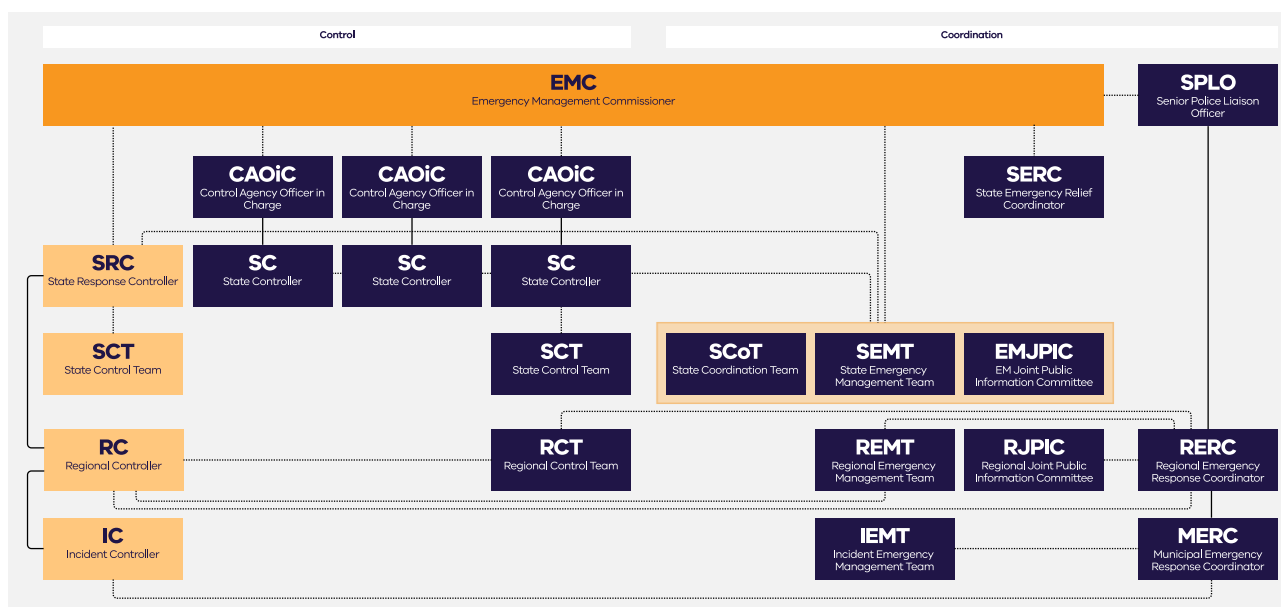 Control
Coordination
EMC
Emergency Management Commissioner
SPLO
Senior Police Liaison
Officer
CAOiC
Control Agency Officer in
Charge
CAOiC
Control Agency Officer in
Charge
CAOiC
Control Agency Officer in
Charge
SERC
State Emergency Relief
Coordinator
SRC
State Response Controller
SC
State Controller
SC
State Controller
SC
State Controller
SCT
State Control Team
SCT
State Control Team
SCoT
State Coordination Team
SEMT
State Emergency
Management Team
EMJPIC
EM Joint Public
Information Committee
RC
Regional Controller
RCT
Regional Control Team
REMT
Regional Emergency
Management Team
RJPIC
Regional Joint Public
Information Committee
RERC
Regional Emergency
Response Coordinator
IC
Incident Controller
IEMT
Incident Emergency
Management Team
MERC
Municipal Emergency
Response Coordinator